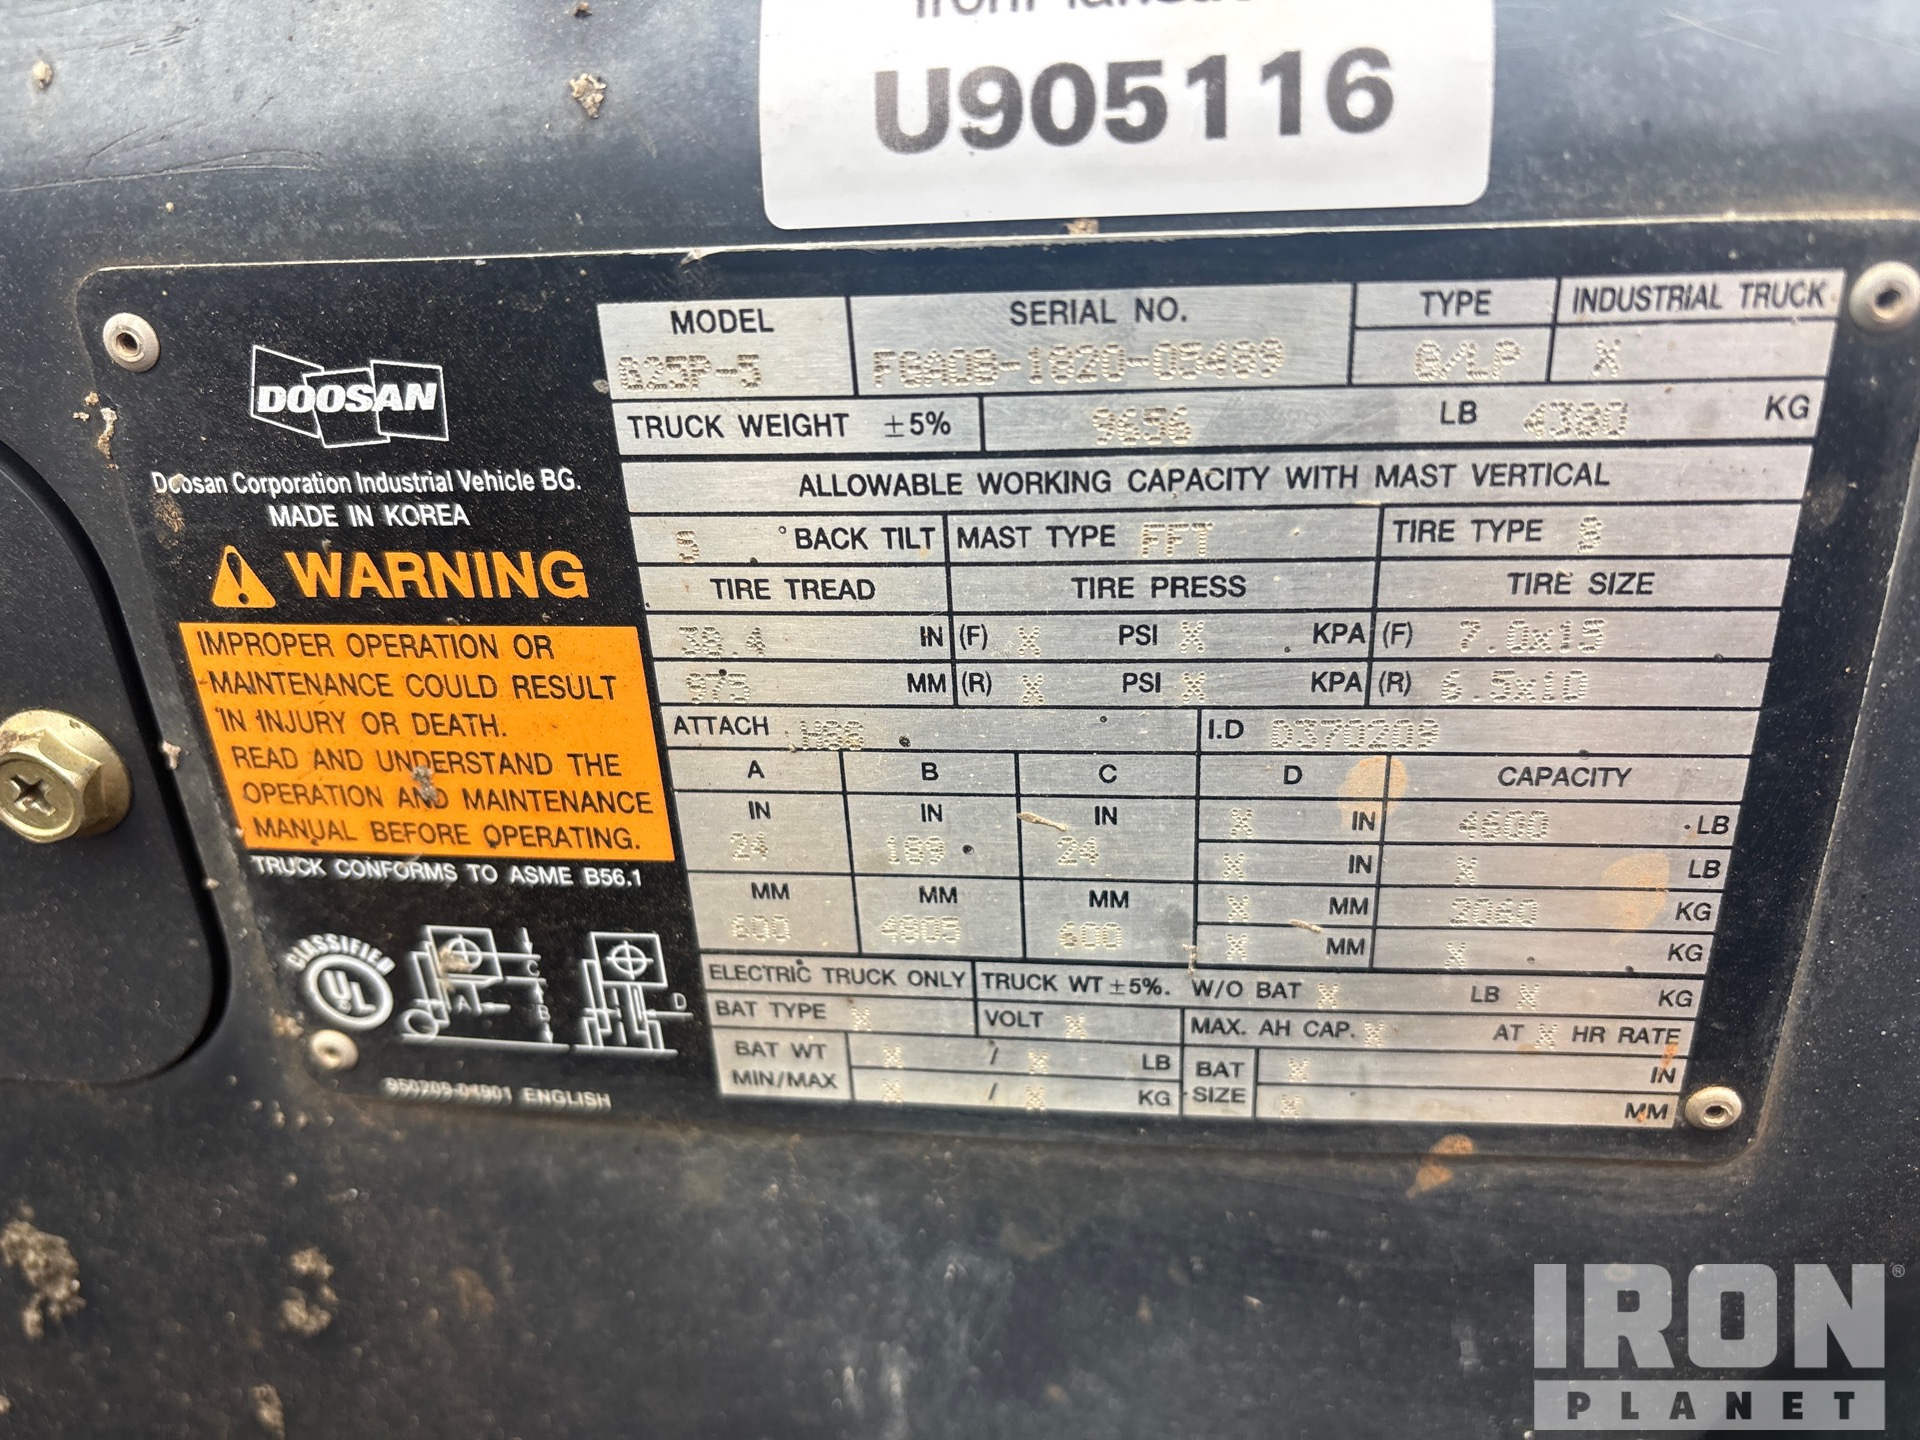 U905116
DOOSAN
Doosan Corporation Industrial Vehicle BG.
MADE IN KOREA
WARNING
IMPROPER OPERATION OR
MAINTENANCE COULD RESULT
IN INJURY OR DEATH.
READ AND UNDERSTAND THE
OPERATION AND MAINTENANCE
MANUAL BEFORE OPERATING.
TRUCK CONFORMS TO ASME B56.1
CLASSIFIED
UL
A B C D
950209-04901 ENGLISH
MODEL SERIAL NO. TYPE INDUSTRIAL TRUCK
G25P-5 FGA0B-1820-05489 G/LP X
TRUCK WEIGHT ±5% 9656 LB 4380 KG
ALLOWABLE WORKING CAPACITY WITH MAST VERTICAL
°BACK TILT MAST TYPE FFT TIRE TYPE
TIRE TREAD TIRE PRESS TIRE SIZE
38.4 IN (F) X PSI X KPA (F) 7.0x15
975 MM (R) X PSI X KPA (R) 6.5x10
ATTACH I.D D370209
A B C D CAPACITY
IN IN IN X IN 4600 LB
24 189 24 X IN X LB
MM MM MM X MM 2060 KG
600 4805 600 X MM X KG
ELECTRIC TRUCK ONLY TRUCK WT ±5%. W/O BAT X LB X KG
BAT TYPE X VOLT X MAX. AH CAP. X AT X HR RATE
BAT WT X / X LB BAT X IN
MIN/MAX X / X KG SIZE X MM
IRON®
PLANET